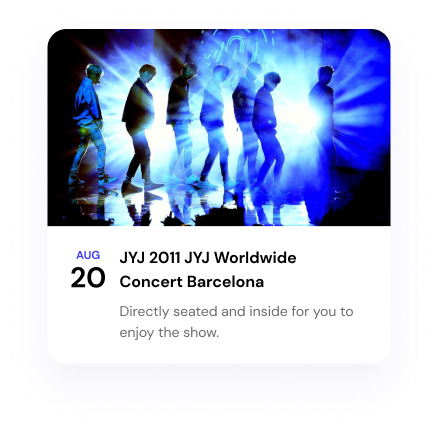 AUG
20
JYJ 2011 JYJ Worldwide
Concert Barcelona
Directly seated and inside for you to
enjoy the show.